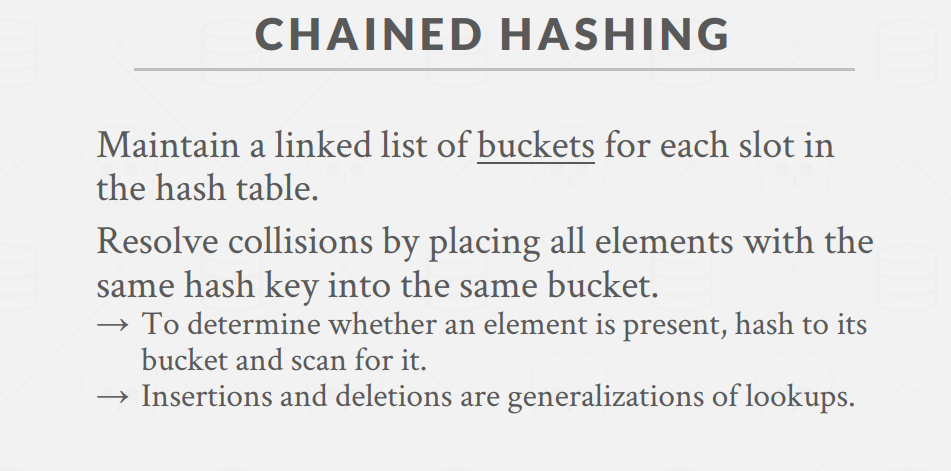 CHAINED HASHING
Maintain a linked list of buckets for each slot in
the hash table.
Resolve collisions by placing all elements with the
same hash key into the same bucket.
→ To determine whether an element is present, hash to its
bucket and scan for it.
→ Insertions and deletions are generalizations of lookups.